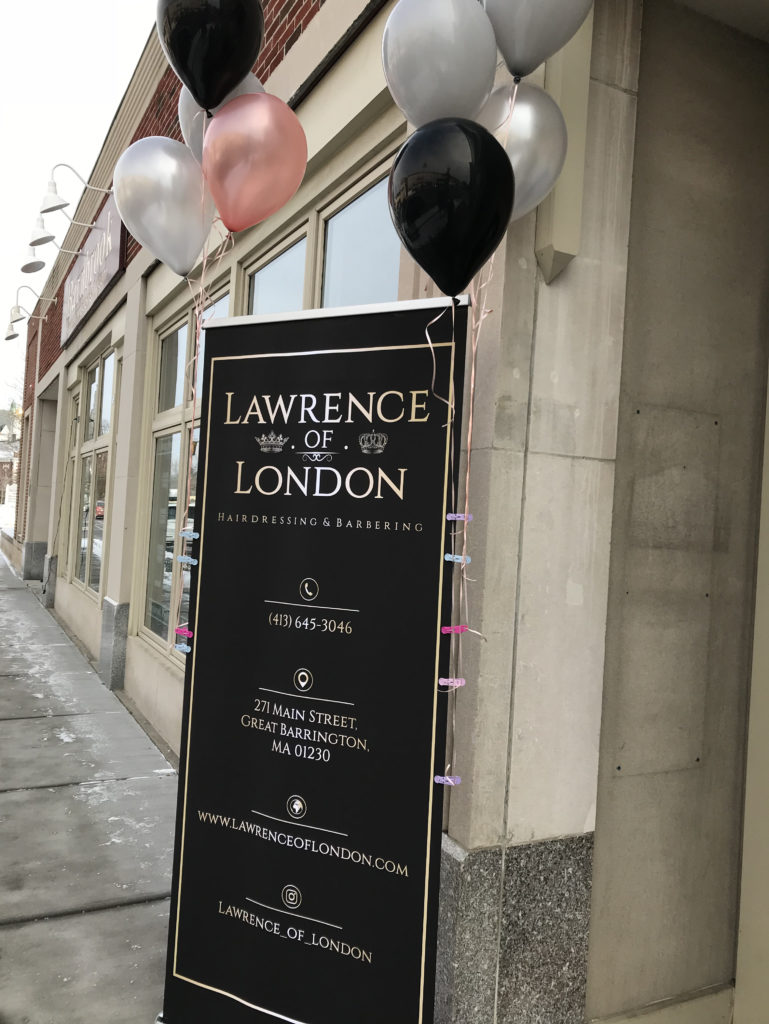 LAWRENCE
. OF .
LONDON
HAIRDRESSING & BARBERING
(413) 645-3046
271 MAIN STREET,
GREAT BARRINGTON,
MA 01230
WWW.LAWRENCEOFLONDON.COM
LAWRENCE_OF_LONDON